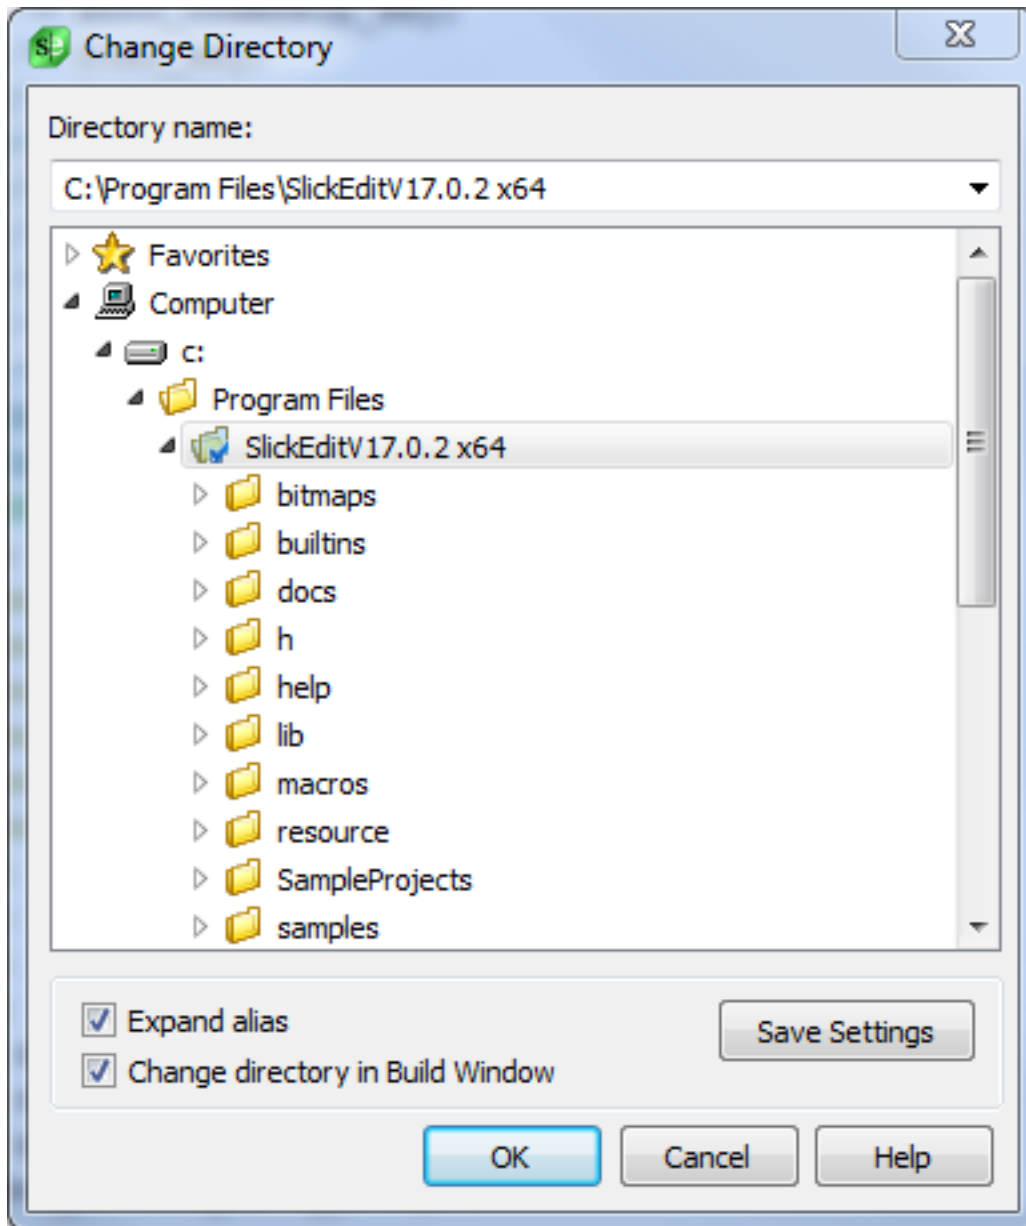 Change Directory
Directory name:
C:\Program Files\SlickEditV17.0.2 x64
Favorites
Computer
c:
Program Files
SlickEditV17.0.2 x64
bitmaps
builtins
docs
h
help
lib
macros
resource
SampleProjects
samples
Expand alias
Save Settings
Change directory in Build Window
OK Cancel Help